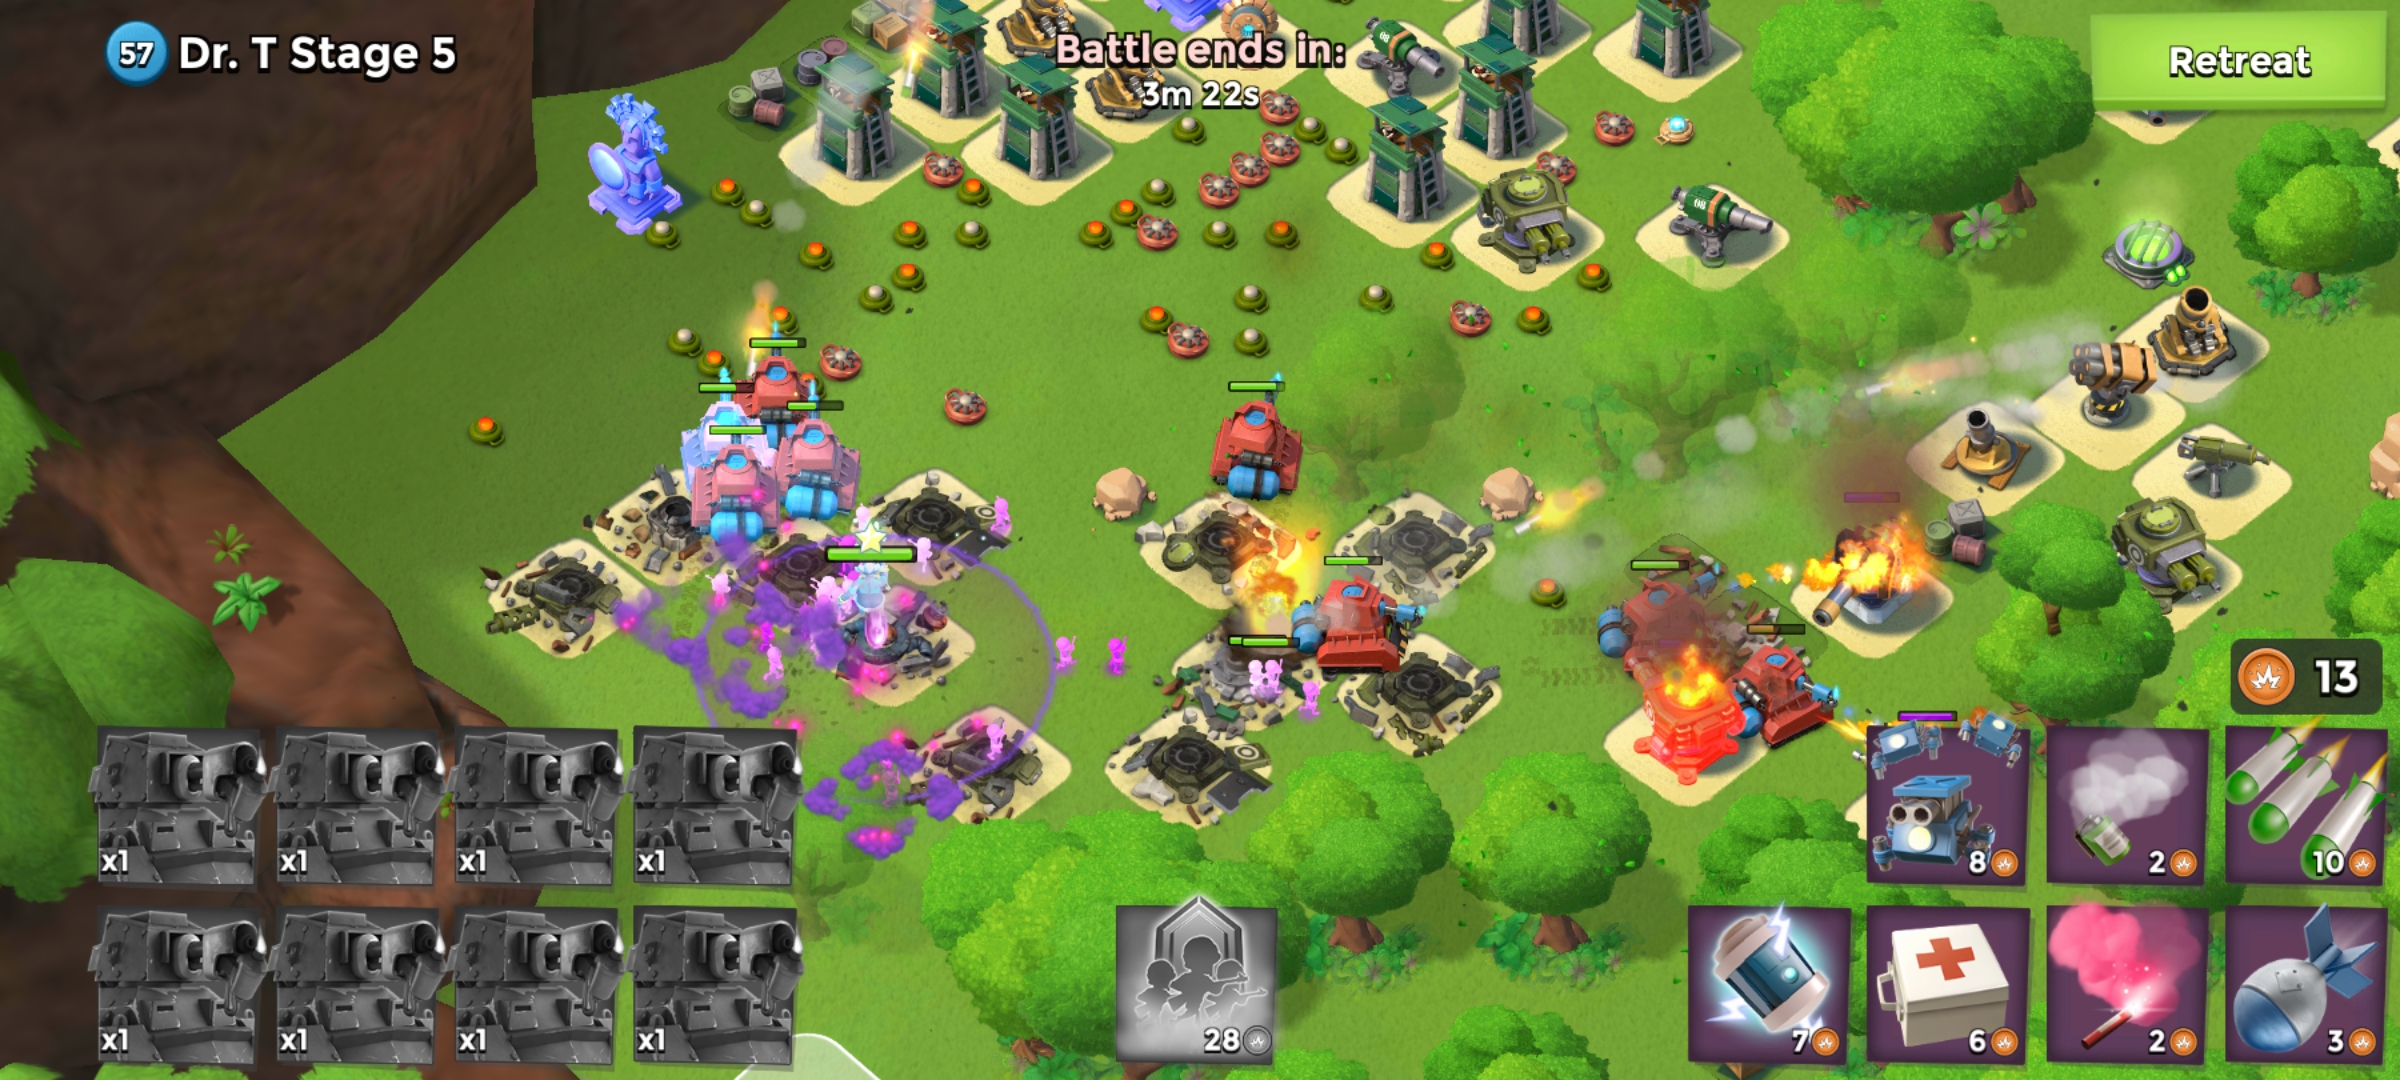 57 Dr. T Stage 5
Battle ends in:
3m 22s
Retreat
13
x1 x1 x1 x1
8 2 10
x1 x1 x1 x1
28
7 6 2 3